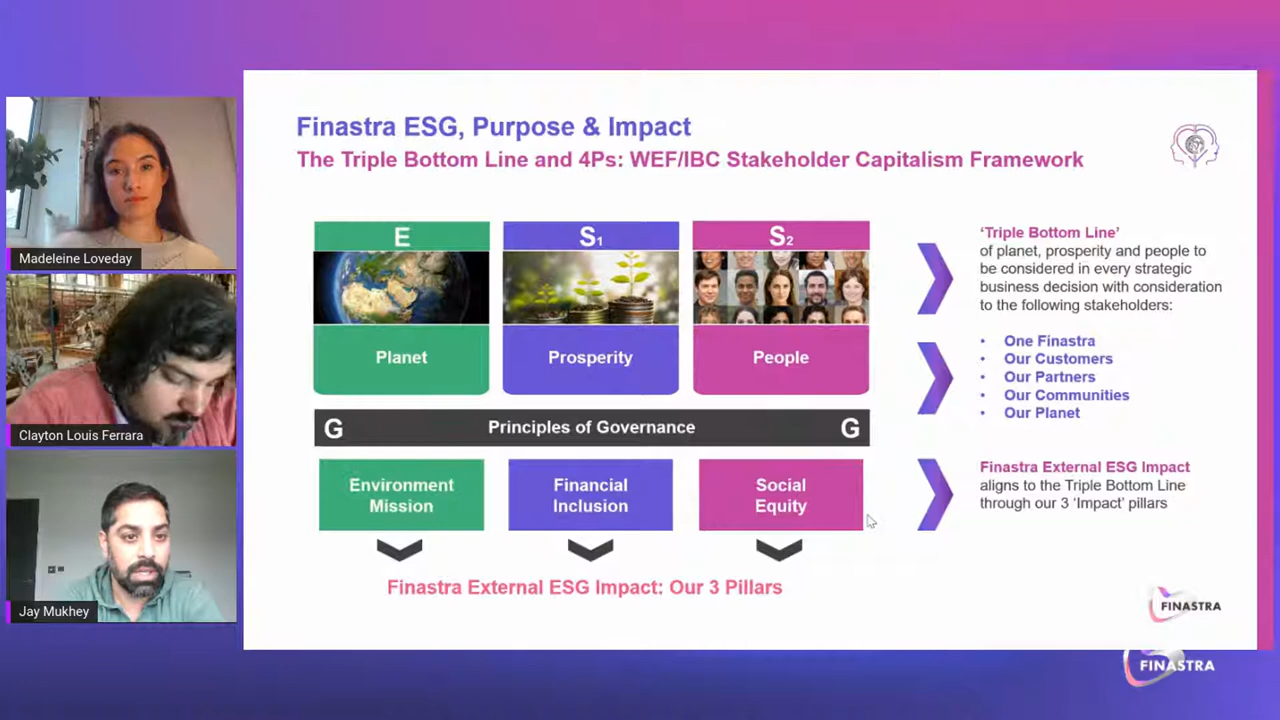 Finastra ESG, Purpose & Impact
The Triple Bottom Line and 4Ps: WEF/IBC Stakeholder Capitalism Framework
E
S1
S2
Planet
Prosperity
People
G
Principles of Governance
G
Environment
Mission
Financial
Inclusion
Social
Equity
Finastra External ESG Impact: Our 3 Pillars
'Triple Bottom Line'
of planet, prosperity and people to
be considered in every strategic
business decision with consideration
to the following stakeholders:
• One Finastra
• Our Customers
• Our Partners
• Our Communities
• Our Planet
Finastra External ESG Impact
aligns to the Triple Bottom Line
through our 3 'Impact' pillars
FINASTRA
FINASTRA
Madeleine Loveday
Clayton Louis Ferrara
Jay Mukhey